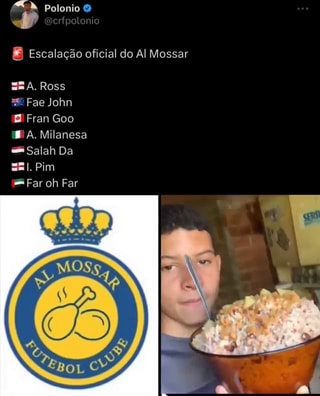 Polonio
@crfpolonio
🚨 Escalação oficial do Al Mossar
🏴󠁧󠁢󠁥󠁮󠁧󠁿A. Ross
🇦🇺Fae John
🇨🇦Fran Goo
🇮🇹A. Milanesa
🇪🇬Salah Da
🏴󠁧󠁢󠁥󠁮󠁧󠁿I. Pim
🇦🇪Far oh Far
AL MOSSAR
FUTEBOL CLUBE